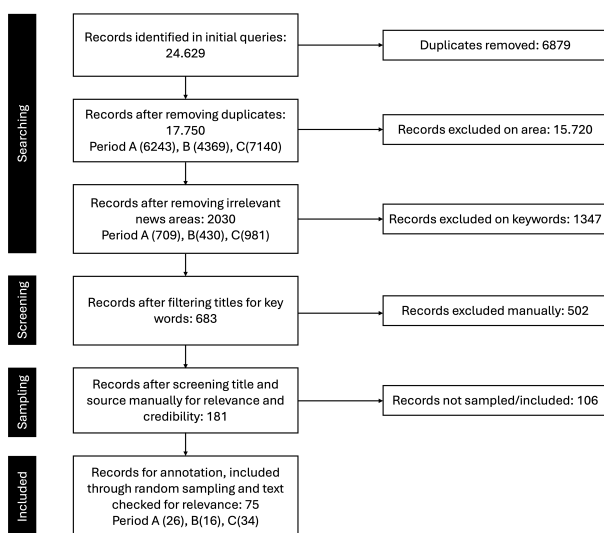 Searching
Records identified in initial queries:
24.629
Duplicates removed: 6879
Records after removing duplicates:
17.750
Period A (6243), B (4369), C(7140)
Records excluded on area: 15.720
Records after removing irrelevant
news areas: 2030
Period A (709), B(430), C(981)
Records excluded on keywords: 1347
Screening
Records after filtering titles for key
words: 683
Records excluded manually: 502
Sampling
Records after screening title and
source manually for relevance and
credibility: 181
Records not sampled/included: 106
Included
Records for annotation, included
through random sampling and text
checked for relevance: 75
Period A (26), B(16), C(34)